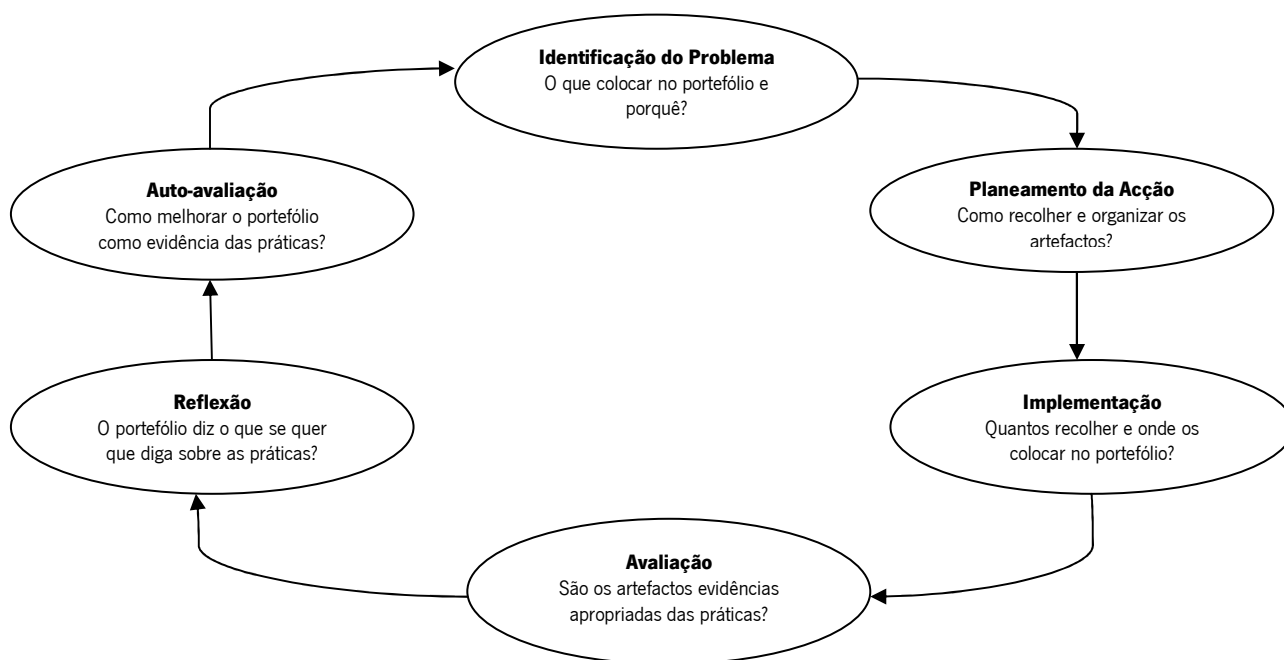 Identificação do Problema
O que colocar no portefólio e
porquê?
Planeamento da Acção
Como recolher e organizar os
artefactos?
Implementação
Quantos recolher e onde os
colocar no portefólio?
Avaliação
São os artefactos evidências
apropriadas das práticas?
Reflexão
O portefólio diz o que se quer
que diga sobre as práticas?
Auto-avaliação
Como melhorar o portefólio
como evidência das práticas?